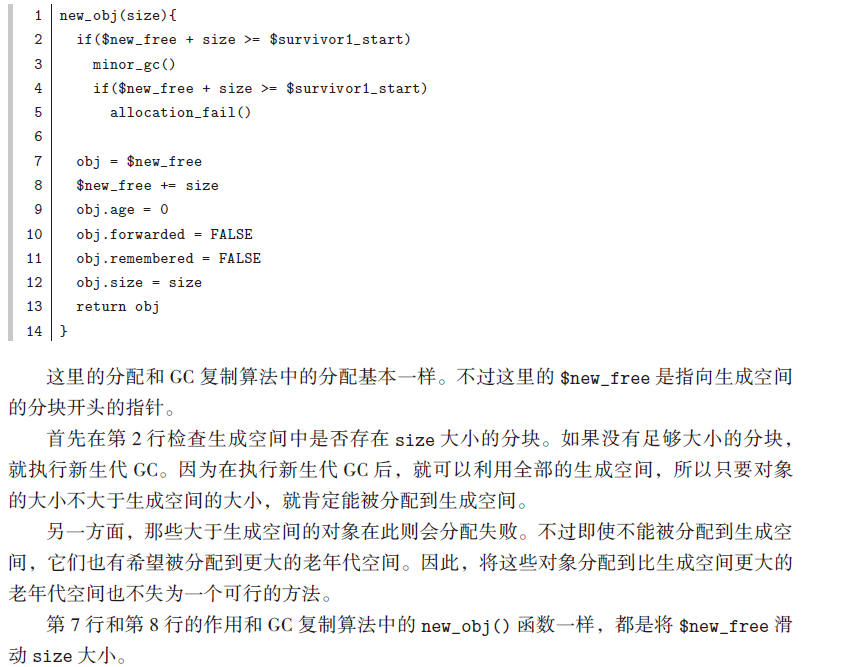 1 new_obj(size){
2 if($new_free + size >= $survivor1_start)
3 minor_gc()
4 if($new_free + size >= $survivor1_start)
5 allocation_fail()
6
7 obj = $new_free
8 $new_free += size
9 obj.age = 0
10 obj.forwarded = FALSE
11 obj.remembered = FALSE
12 obj.size = size
13 return obj
14 }
这里的分配和 GC 复制算法中的分配基本一样。不过这里的 $new_free 是指向生成空间
的分块开头的指针。
首先在第 2 行检查生成空间中是否存在 size 大小的分块。如果没有足够大小的分块,
就执行新生代 GC。因为在执行新生代 GC 后,就可以利用全部的生成空间,所以只要对象
的大小不大于生成空间的大小,就肯定能被分配到生成空间。
另一方面,那些大于生成空间的对象在此则会分配失败。不过即使不能被分配到生成空
间,它们也有希望被分配到更大的老年代空间。因此,将这些对象分配到比生成空间更大的
老年代空间也不失为一个可行的方法。
第 7 行和第 8 行的作用和 GC 复制算法中的 new_obj() 函数一样,都是将 $new_free 滑
动 size 大小。